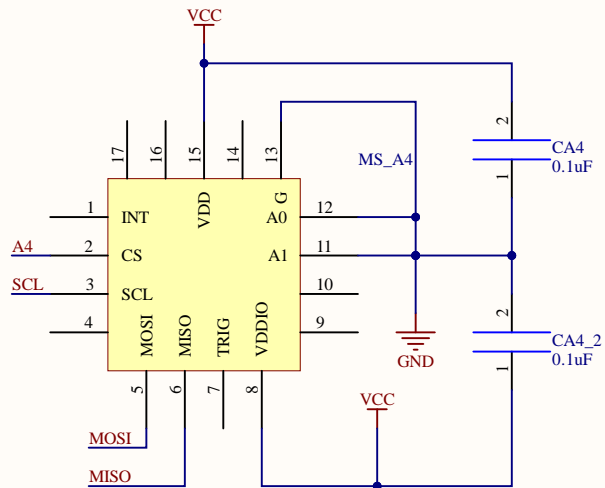 VCC
17
16
15
14
13
MS_A4
2
CA4
0.1uF
1
VDD
G
1
INT
A0
12
A4
2
CS
A1
11
SCL
3
SCL
10
4
9
MOSI
MISO
TRIG
VDDIO
GND
2
CA4_2
0.1uF
1
5
6
7
8
VCC
MOSI
MISO